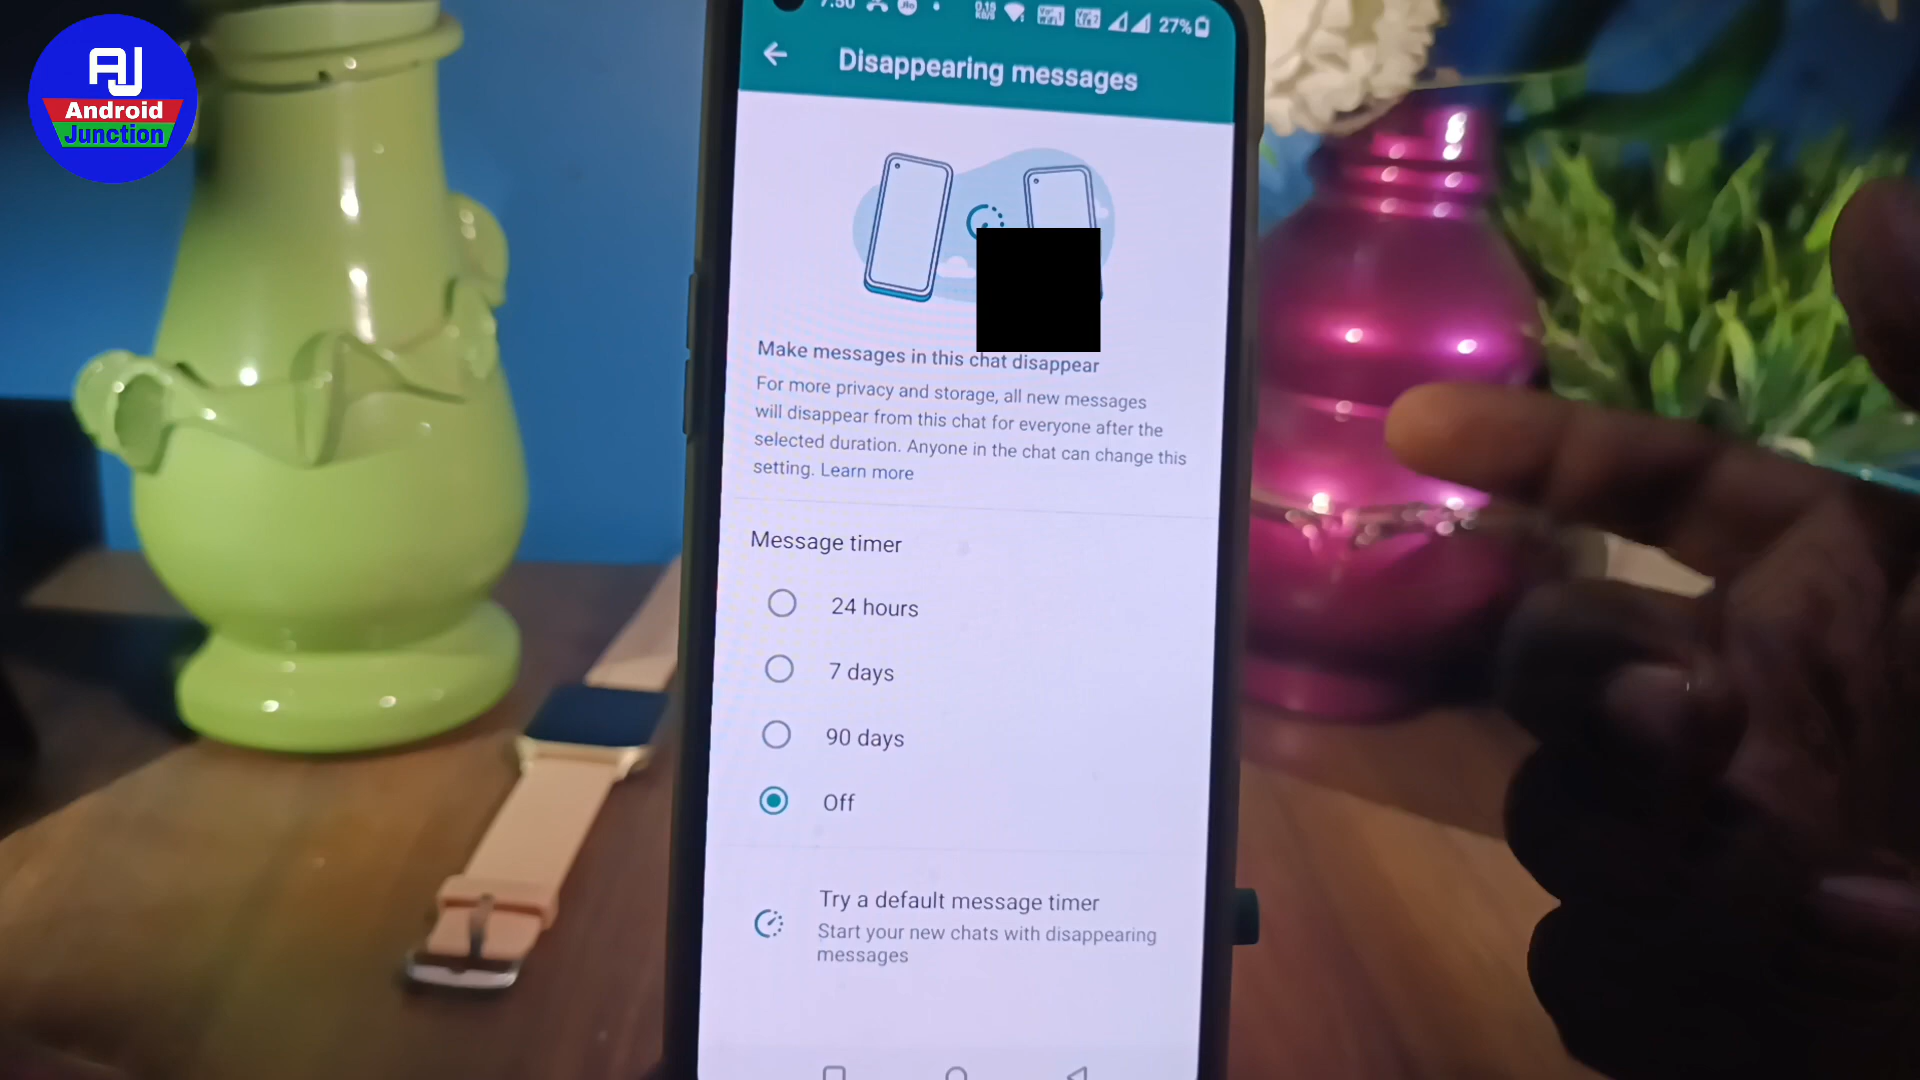 AJ
Android
Junction
27%
Disappearing messages
Make messages in this chat disappear
For more privacy and storage, all new messages
will disappear from this chat for everyone after the
selected duration. Anyone in the chat can change this
setting. Learn more
Message timer
24 hours
7 days
90 days
Off
Try a default message timer
Start your new chats with disappearing
messages